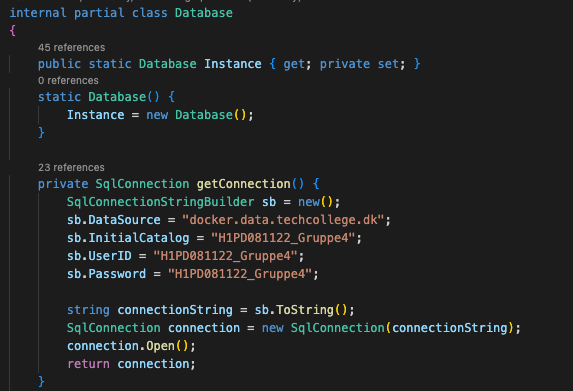 internal partial class Database
{
45 references
public static Database Instance { get; private set; }
0 references
static Database() {
Instance = new Database();
}
23 references
private SqlConnection getConnection() {
SqlConnectionStringBuilder sb = new();
sb.DataSource = "docker.data.techcollege.dk";
sb.InitialCatalog = "H1PD081122_Gruppe4";
sb.UserID = "H1PD081122_Gruppe4";
sb.Password = "H1PD081122_Gruppe4";
string connectionString = sb.ToString();
SqlConnection connection = new SqlConnection(connectionString);
connection.Open();
return connection;
}